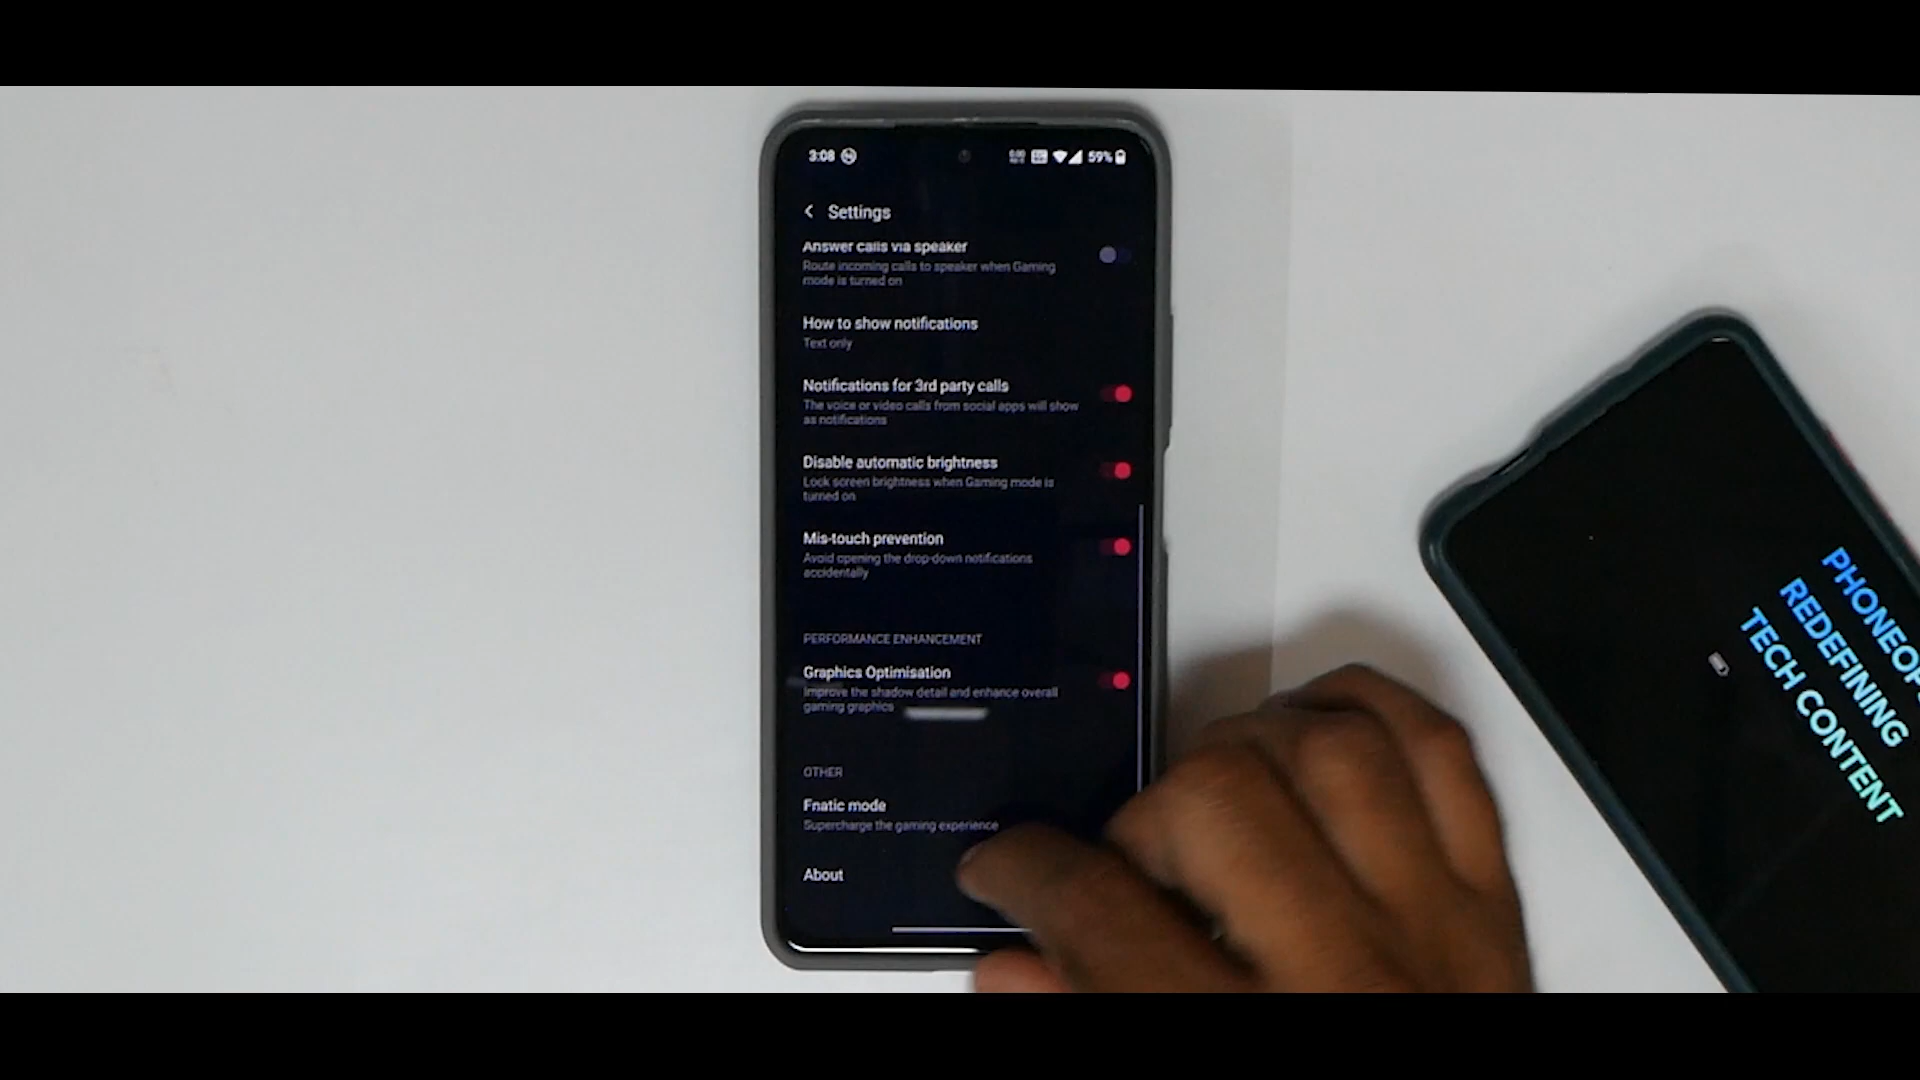 3:08 59%
Settings
Answer calls via speaker
Route incoming calls to speaker when Gaming
mode is turned on
How to show notifications
Text only
Notifications for 3rd party calls
The voice or video calls from social apps will show
as notifications
Disable automatic brightness
Lock screen brightness when Gaming mode is
turned on
Mis-touch prevention
Avoid opening the drop-down notifications
accidentally
PERFORMANCE ENHANCEMENT
Graphics Optimisation
Improve the shadow detail and enhance overall
gaming graphics
OTHER
Fnatic mode
Supercharge the gaming experience
About
REDEFINING
TECH CONTENT